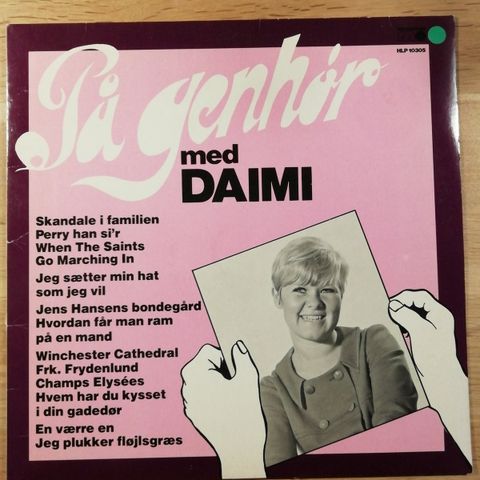 HLP 10305
På genhør
med
DAIMI
Skandale i familien
Perry han si'r
When The Saints
Go Marching In
Jeg sætter min hat
som jeg vil
Jens Hansens bondegård
Hvordan får man ram
på en mand
Winchester Cathedral
Frk. Frydenlund
Champs Elysées
Hvem har du kysset
i din gadedør
En værre en
Jeg plukker fløjlsgræs